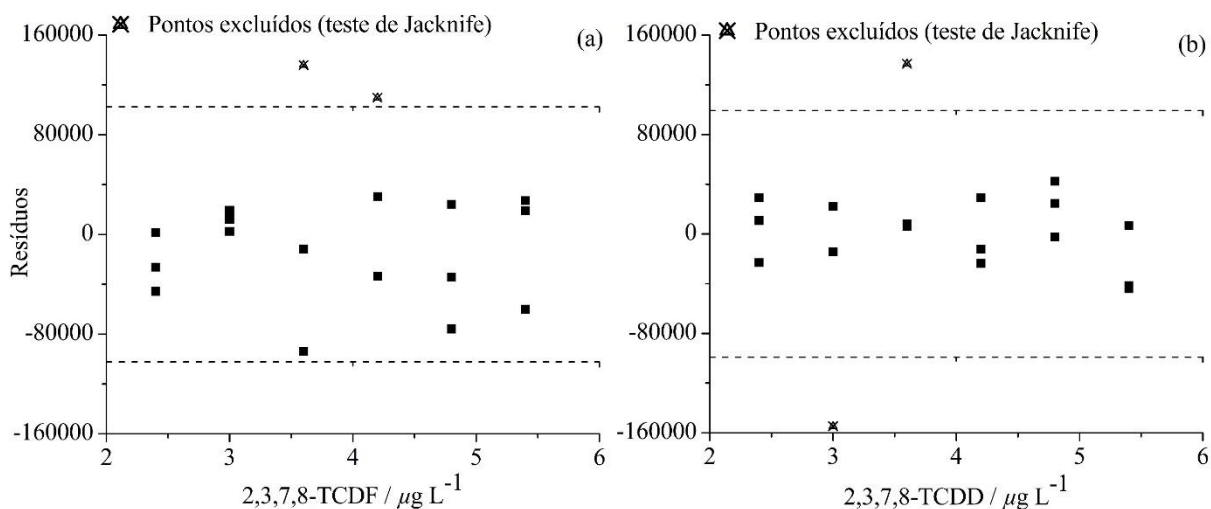 Pontos excluídos (teste de Jacknife)
(a)
160000
80000
0
-80000
-160000
Resíduos
2 3 4 5 6
2,3,7,8-TCDF / µg L⁻¹
Pontos excluídos (teste de Jacknife)
(b)
160000
80000
0
-80000
-160000
2 3 4 5 6
2,3,7,8-TCDD / µg L⁻¹